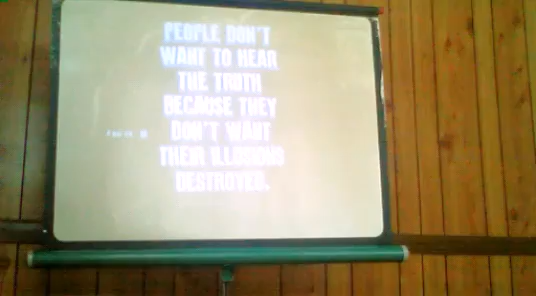 PEOPLE DON'T
WANT TO HEAR
THE TRUTH
BECAUSE THEY
DON'T WANT
THEIR ILLUSIONS
DESTROYED.